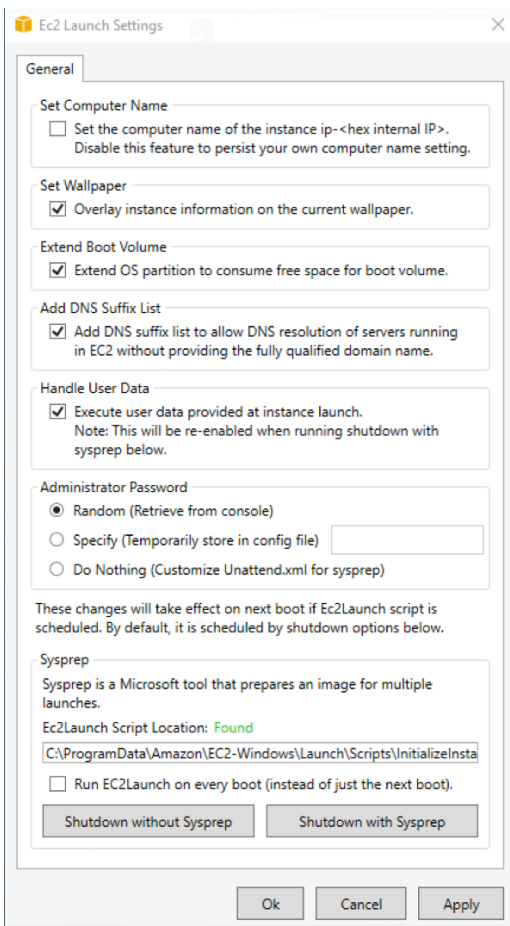 Ec2 Launch Settings
General
Set Computer Name
Set the computer name of the instance ip-<hex internal IP>.
Disable this feature to persist your own computer name setting.
Set Wallpaper
Overlay instance information on the current wallpaper.
Extend Boot Volume
Extend OS partition to consume free space for boot volume.
Add DNS Suffix List
Add DNS suffix list to allow DNS resolution of servers running
in EC2 without providing the fully qualified domain name.
Handle User Data
Execute user data provided at instance launch.
Note: This will be re-enabled when running shutdown with
sysprep below.
Administrator Password
Random (Retrieve from console)
Specify (Temporarily store in config file)
Do Nothing (Customize Unattend.xml for sysprep)
These changes will take effect on next boot if Ec2Launch script is
scheduled. By default, it is scheduled by shutdown options below.
Sysprep
Sysprep is a Microsoft tool that prepares an image for multiple
launches.
Ec2Launch Script Location: Found
C:\ProgramData\Amazon\EC2-Windows\Launch\Scripts\InitializeInsta
Run EC2Launch on every boot (instead of just the next boot).
Shutdown without Sysprep Shutdown with Sysprep
Ok Cancel Apply